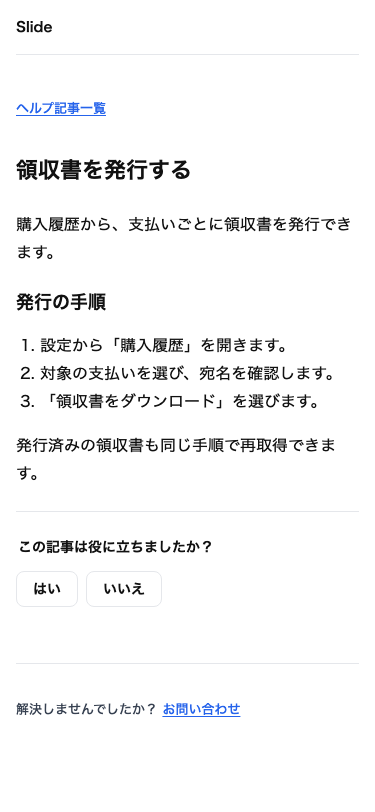 Slide
ヘルプ記事一覧
領収書を発行する
購入履歴から、支払いごとに領収書を発行でき
ます。
発行の手順
1. 設定から「購入履歴」を開きます。
2. 対象の支払いを選び、宛名を確認します。
3. 「領収書をダウンロード」を選びます。
発行済みの領収書も同じ手順で再取得できま
す。
この記事は役に立ちましたか？
はい いいえ
解決しませんでしたか？ お問い合わせ